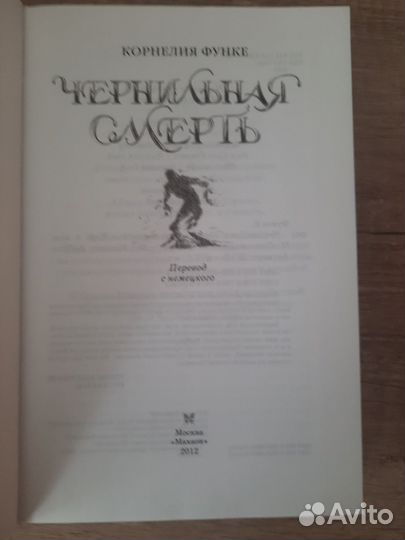 КОРНЕЛИЯ ФУНКЕ
ЧЕРНИЛЬНАЯ
СМЕРТЬ
Перевод
с немецкого
Москва
«Махаон»
2012
Avito